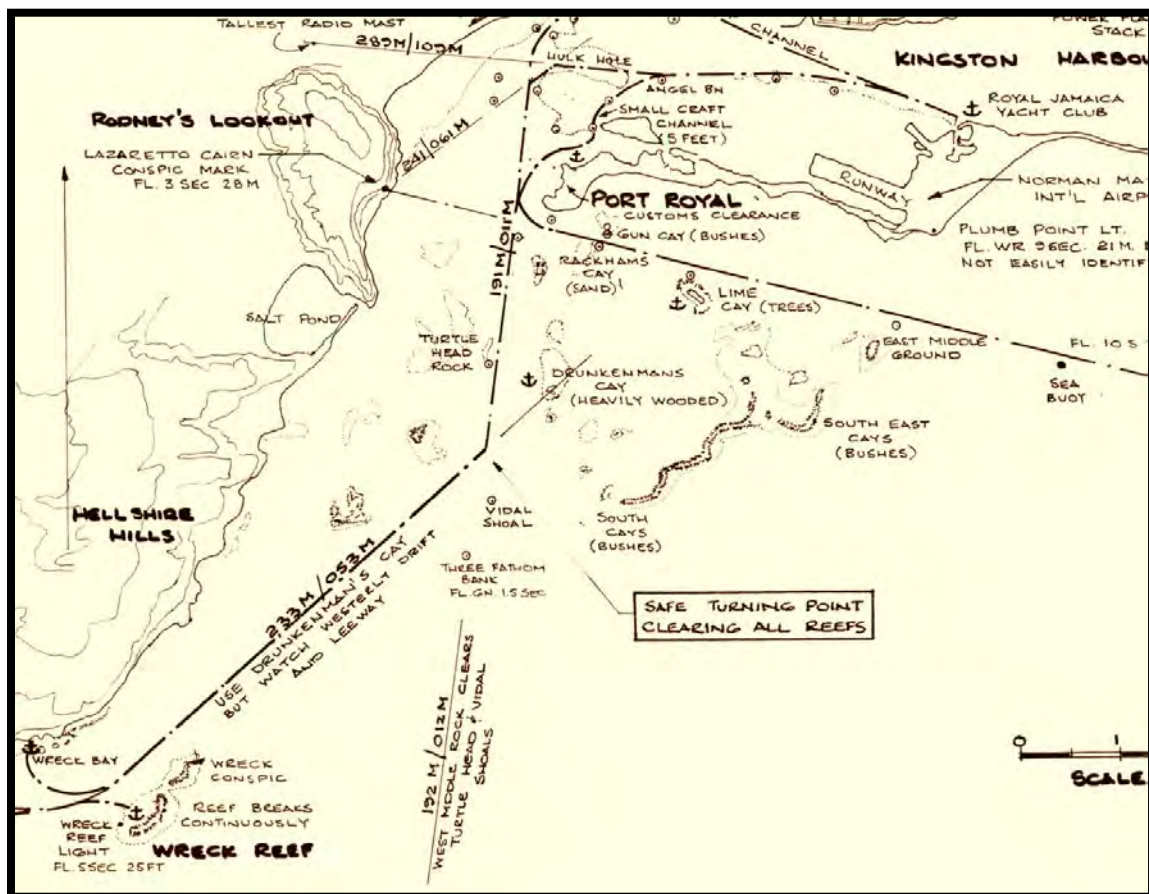 TALLEST RADIO MAST
289M/109M
HULK HOLE
CHANNEL
STACK
KINGSTON HARBOU
ANGEL BN
SMALL CRAFT
CHANNEL
(5 FEET)
ROYAL JAMAICA
YACHT CLUB
RODNEY'S LOOKOUT
LAZARETTO CAIRN
CONSPIC MARK
FL. 3 SEC 28M
241/061M
PORT ROYAL
CUSTOMS CLEARANCE
GUN CAY (BUSHES)
RUNWAY
NORMAN MA
INT'L AIRP
PLUMB POINT LT.
FL. WR 9SEC. 21M.
NOT EASILY IDENTIF
191M/011M
RACKHAMS
CAY
(SAND)
LIME
CAY (TREES)
SALT POND
TURTLE
HEAD
ROCK
EAST MIDDLE
GROUND
FL. 10 S
SEA
BUOY
DRUNKENMANS
CAY
(HEAVILY WOODED)
SOUTH EAST
CAYS
(BUSHES)
HELLSHIRE
HILLS
VIDAL
SHOAL
SOUTH
CAYS
(BUSHES)
THREE FATHOM
BANK
FL. GN. 1.5 SEC
233M/053M
USE DRUNKENMAN'S CAY
BUT WATCH WESTERLY DRIFT
AND LEEWAY
SAFE TURNING POINT
CLEARING ALL REEFS
192M/012M
WEST MIDDLE ROCK CLEARS
TURTLE HEAD & VIDAL
SHOALS
0 1
SCALE
WRECK BAY
WRECK
CONSPIC
REEF BREAKS
CONTINUOUSLY
WRECK
REEF
LIGHT
FL. 5SEC 25FT
WRECK REEF